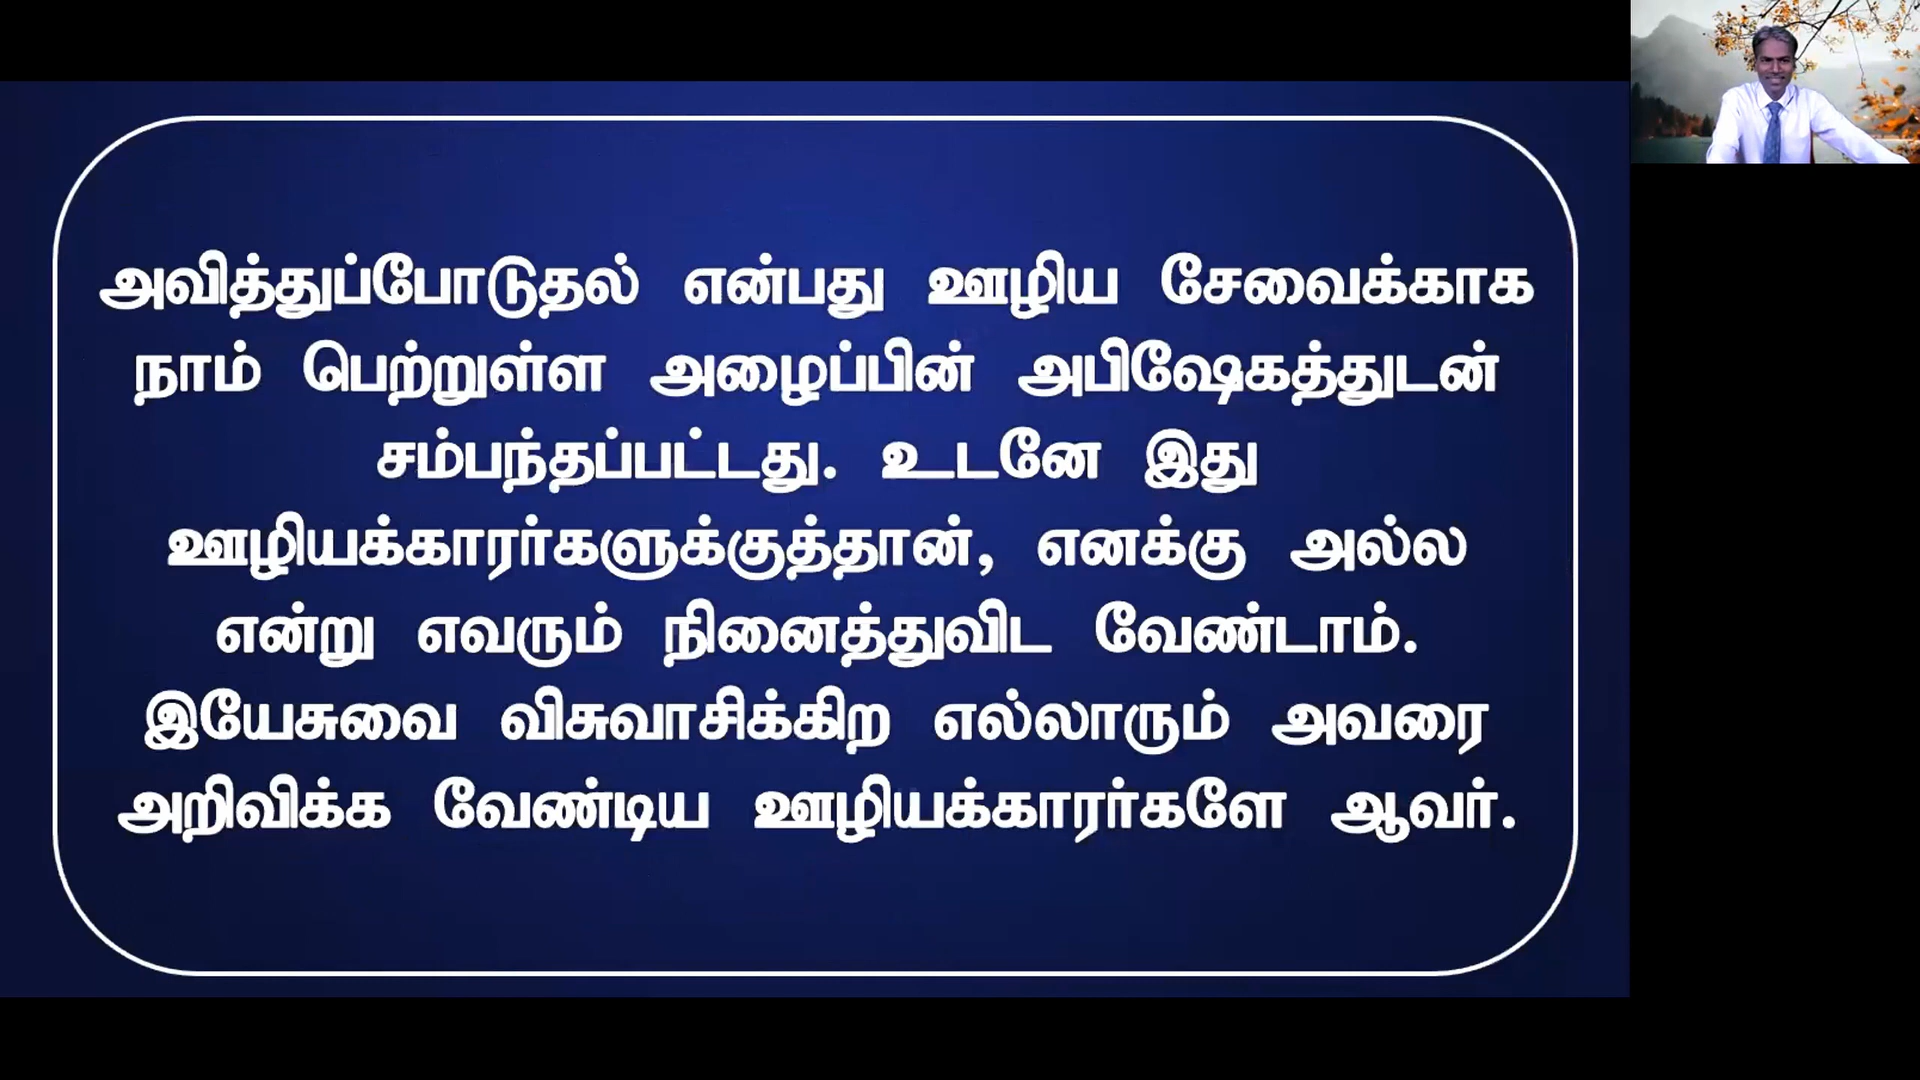 அவித்துப்போடுதல் என்பது ஊழிய சேவைக்காக
நாம் பெற்றுள்ள அழைப்பின் அபிஷேகத்துடன்
சம்பந்தப்பட்டது. உடனே இது
ஊழியக்காரர்களுக்குத்தான், எனக்கு அல்ல
என்று எவரும் நினைத்துவிட வேண்டாம்.
இயேசுவை விசுவாசிக்கிற எல்லாரும் அவரை
அறிவிக்க வேண்டிய ஊழியக்காரர்களே ஆவர்.